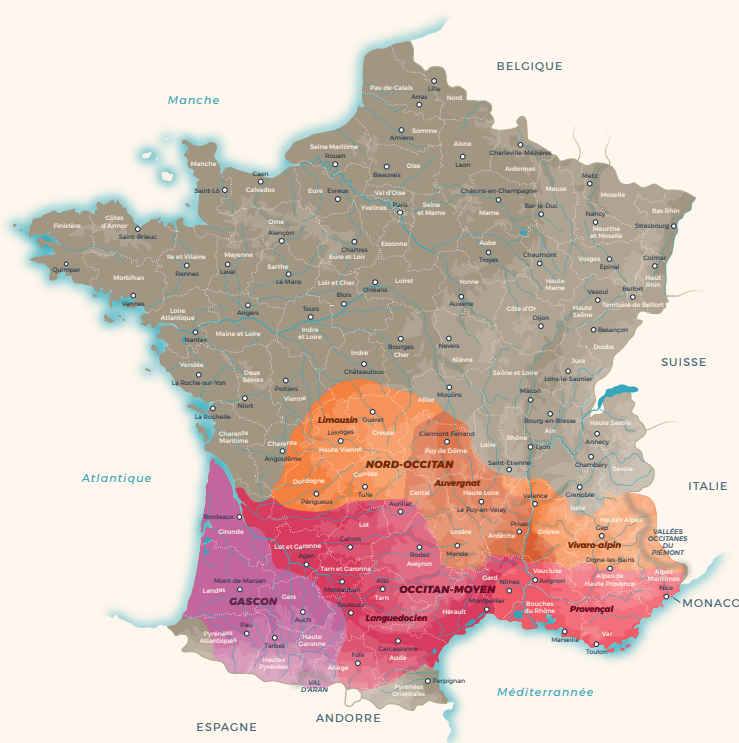 BELGIQUE
Manche
Pas-de-Calais
Lille
Arras
Nord
Amiens
Somme
Aisne
Charleville-Mézières
Seine Maritime
Rouen
Oise
Laon
Ardennes
Manche
Beauvais
Metz
Caen
Saint-Lô
Calvados
Eure
Evreux
Val d'Oise
Châlons-en-Champagne
Meuse
Moselle
Yvelines
Paris
Seine
et Marne
Marne
Bar-le-Duc
Nancy
Bas Rhin
Finistère
Côtes
d'Armor
Saint-Brieuc
Orne
Alençon
Meurthe
et Moselle
Strasbourg
Essonne
Aube
Chartres
Eure et Loir
Troyes
Chaumont
Ile et Vilaine
Rennes
Mayenne
Laval
Sarthe
Le Mans
Vosges
Epinal
Colmar
Quimper
Morbihan
Loir et Cher
Blois
Orléans
Loiret
Yonne
Haute
Marne
Haut
Rhin
Vannes
Auxerre
Vesoul
Belfort
Territoire de Belfort
Loire
Atlantique
Angers
Tours
Côte d'Or
Dijon
Haute
Saône
Nantes
Maine et Loire
Indre
et Loire
Besançon
Bourges
Cher
Nevers
Doubs
Indre
Châteauroux
Nièvre
Jura
SUISSE
Vendée
La Roche-sur-Yon
Deux
Sèvres
Poitiers
Saône et Loire
Lons-le-Saunier
Niort
Vienne
Moulins
Allier
Mâcon
La Rochelle
Limousin
Guéret
Bourg-en-Bresse
Ain
Haute Savoie
Charente
Maritime
Limoges
Creuse
Clermont Ferrand
Rhône
Lyon
Annecy
Charente
Angoulême
Haute Vienne
Puy de Dôme
Loire
NORD-OCCITAN
Saint-Etienne
Chambéry
Savoie
Atlantique
Dordogne
Corrèze
Auvergnat
Grenoble
ITALIE
Périgueux
Tulle
Cantal
Haute Loire
Valence
Aurillac
Le Puy-en-Velay
Isère
Bordeaux
Gironde
Lot
Privas
Hautes Alpes
Gap
Cahors
Lozère
Ardèche
Drôme
VALLÉES
OCCITANES
DU
PIÉMONT
Lot et Garonne
Agen
Rodez
Aveyron
Mende
Vivaro-alpin
Digne-les-Bains
Tarn et Garonne
Gard
Vaucluse
Alpes
Maritimes
Mont-de-Marsan
Montauban
Albi
Tarn
Nîmes
Avignon
Alpes de
Haute Provence
Landes
Gers
OCCITAN-MOYEN
Nice
GASCON
Toulouse
Montpellier
Bouches
du Rhône
Provençal
MONACO
Auch
Hérault
Languedocien
Pau
Pyrénées
Atlantiques
Tarbes
Haute
Garonne
Carcassonne
Marseille
Var
Toulon
Hautes
Pyrénées
Foix
Ariège
Aude
VAL
D'ARAN
Perpignan
Pyrénées
Orientales
Méditerrannée
ANDORRE
ESPAGNE